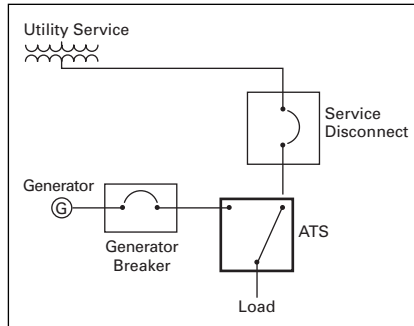 Utility Service
Service
Disconnect
Generator
G
Generator
Breaker
ATS
Load